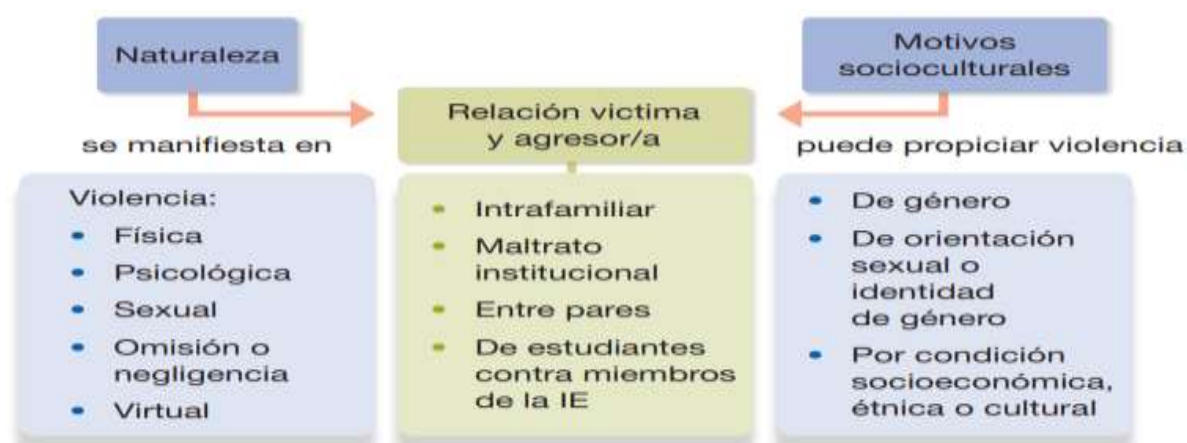 Naturaleza
se manifiesta en
Violencia:
• Física
• Psicológica
• Sexual
• Omisión o
negligencia
• Virtual
Relación victima
y agresor/a
• Intrafamiliar
• Maltrato
institucional
• Entre pares
• De estudiantes
contra miembros
de la IE
Motivos
socioculturales
puede propiciar violencia
• De género
• De orientación
sexual o
identidad
de género
• Por condición
socioeconómica,
étnica o cultural